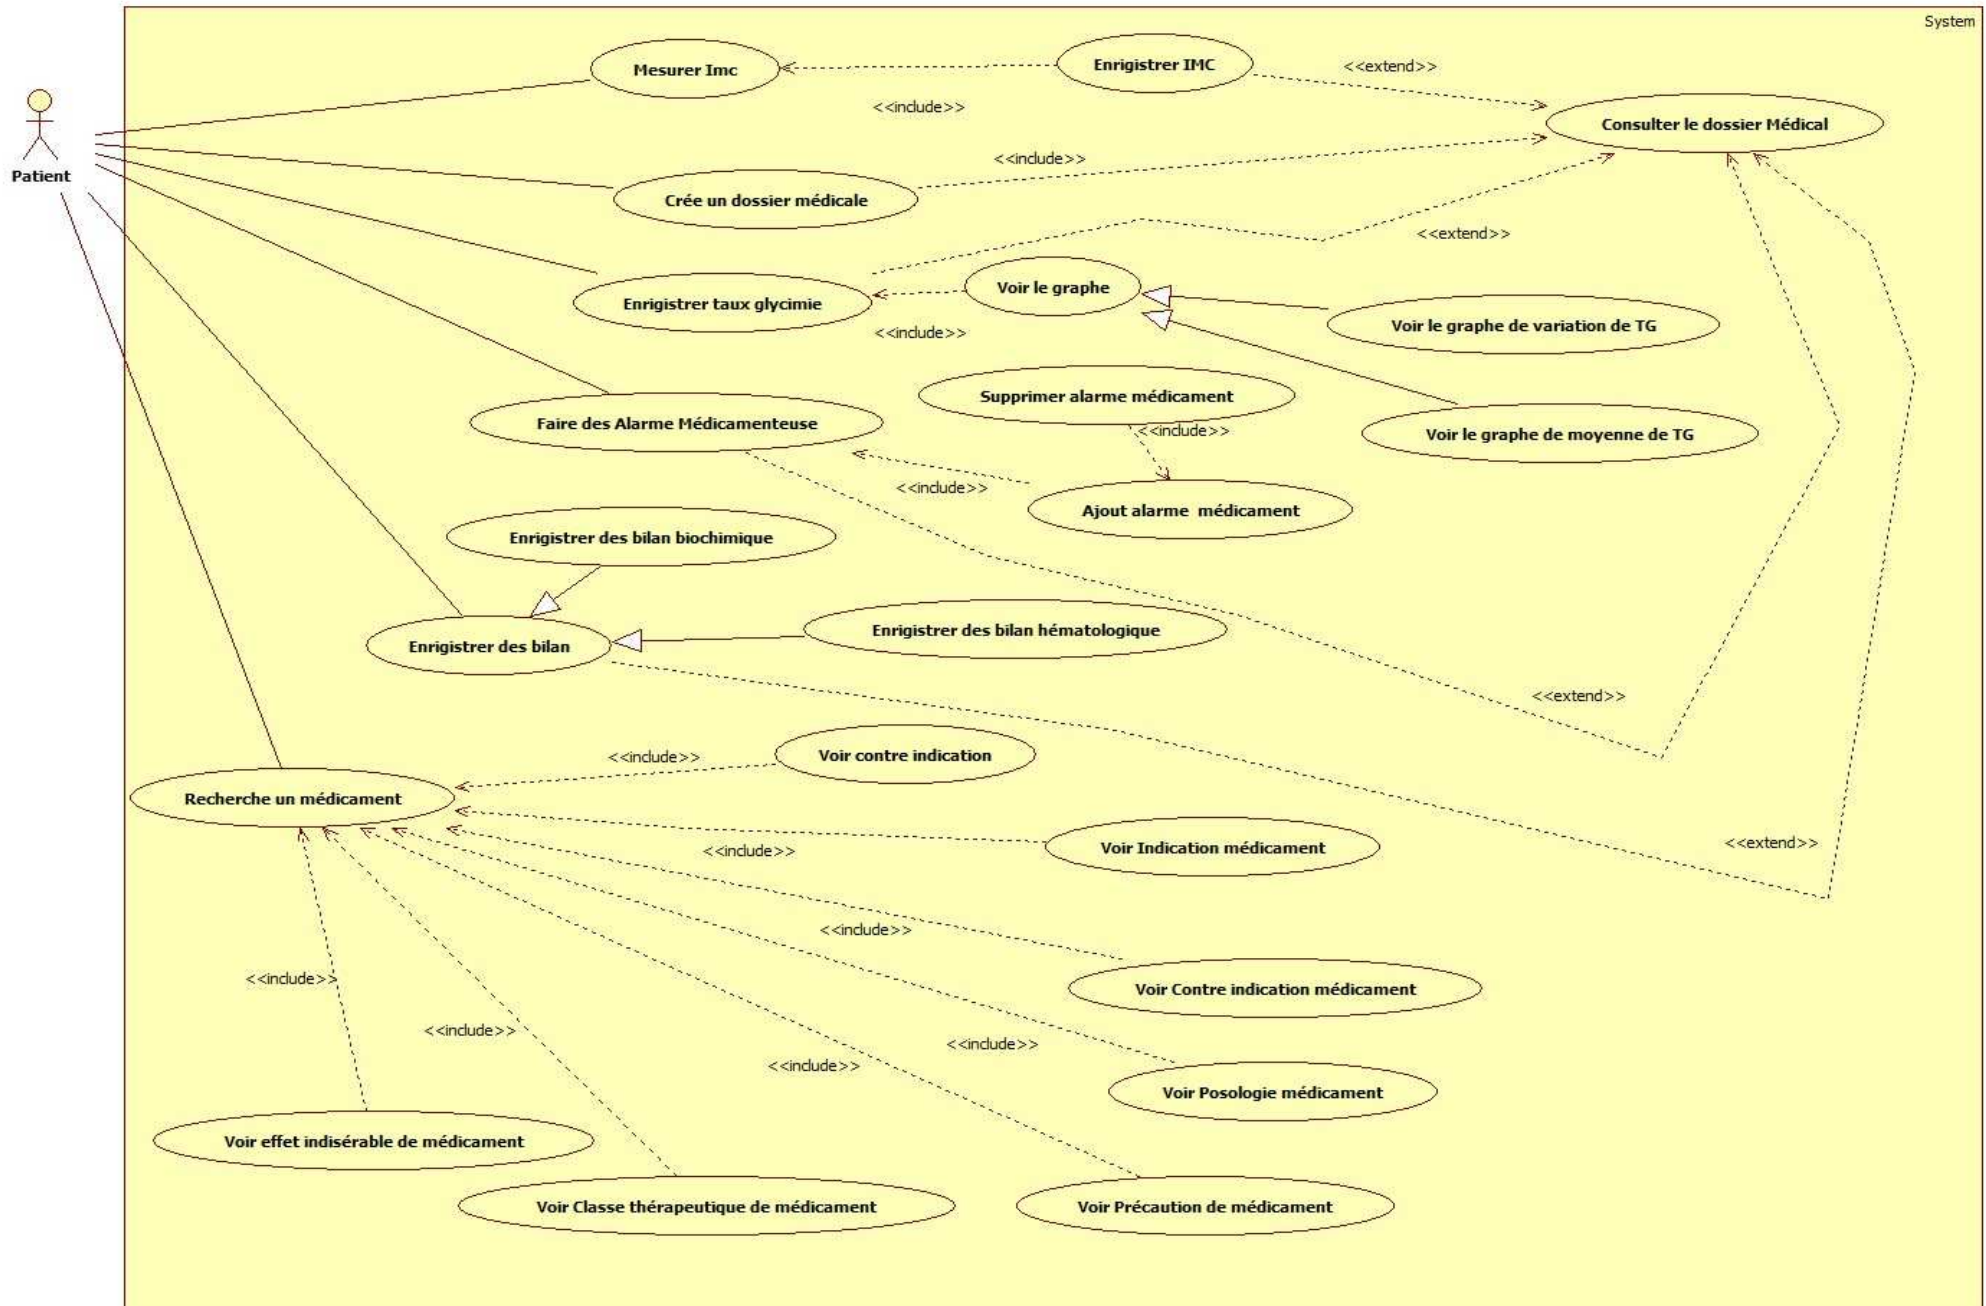 System
Mesurer Imc
Enrigistrer IMC
<<extend>>
<<include>>
Consulter le dossier Médical
Patient
<<include>>
Crée un dossier médicale
<<extend>>
Voir le graphe
Enrigistrer taux glycimie
<<include>>
Voir le graphe de variation de TG
Supprimer alarme médicament
Faire des Alarme Médicamenteuse
<<include>>
Voir le graphe de moyenne de TG
<<include>>
Ajout alarme médicament
Enrigistrer des bilan biochimique
Enrigistrer des bilan hématologique
Enrigistrer des bilan
<<extend>>
<<include>>
Voir contre indication
Recherche un médicament
<<include>>
Voir Indication médicament
<<extend>>
<<include>>
<<include>>
Voir Contre indication médicament
<<include>>
<<include>>
<<include>>
Voir Posologie médicament
Voir effet indisérable de médicament
Voir Classe thérapeutique de médicament
Voir Précaution de médicament